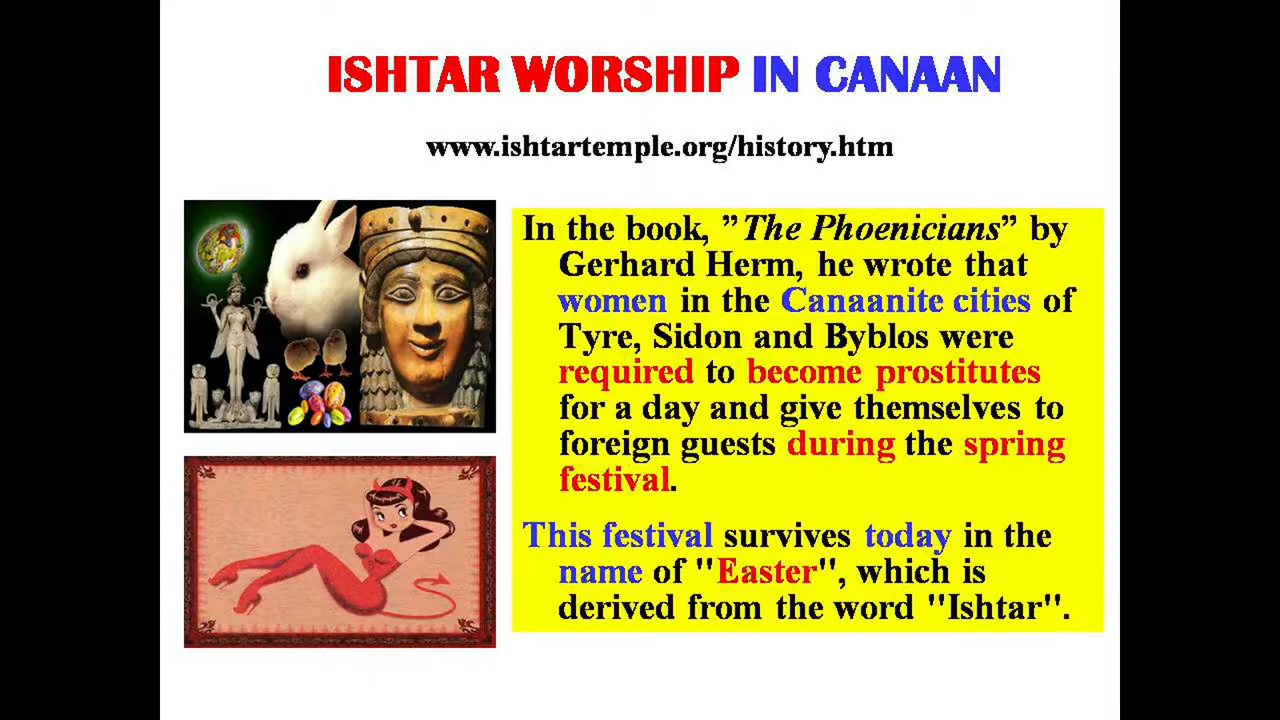 ISHTAR WORSHIP IN CANAAN
www.ishtartemple.org/history.htm
In the book, ”The Phoenicians” by
Gerhard Herm, he wrote that
women in the Canaanite cities of
Tyre, Sidon and Byblos were
required to become prostitutes
for a day and give themselves to
foreign guests during the spring
festival.
This festival survives today in the
name of "Easter", which is
derived from the word "Ishtar".